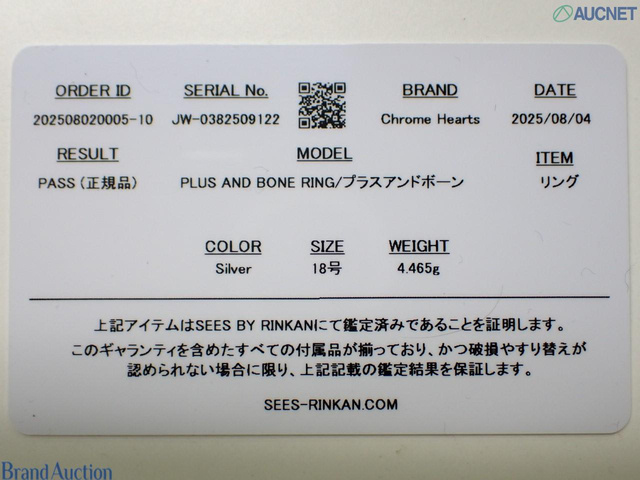 AUCNET
ORDER ID SERIAL No. BRAND DATE
202508020005-10 JW-0382509122 Chrome Hearts 2025/08/04
RESULT MODEL ITEM
PASS（正規品） PLUS AND BONE RING/プラスアンドボーン リング
COLOR SIZE WEIGHT
Silver 18号 4.465g
上記アイテムはSEES BY RINKANにて鑑定済みであることを証明します。
このギャランティを含めたすべての付属品が揃っており、かつ破損やすり替えが
認められない場合に限り、上記記載の鑑定結果を保証します。
SEES-RINKAN.COM
Brand Auction